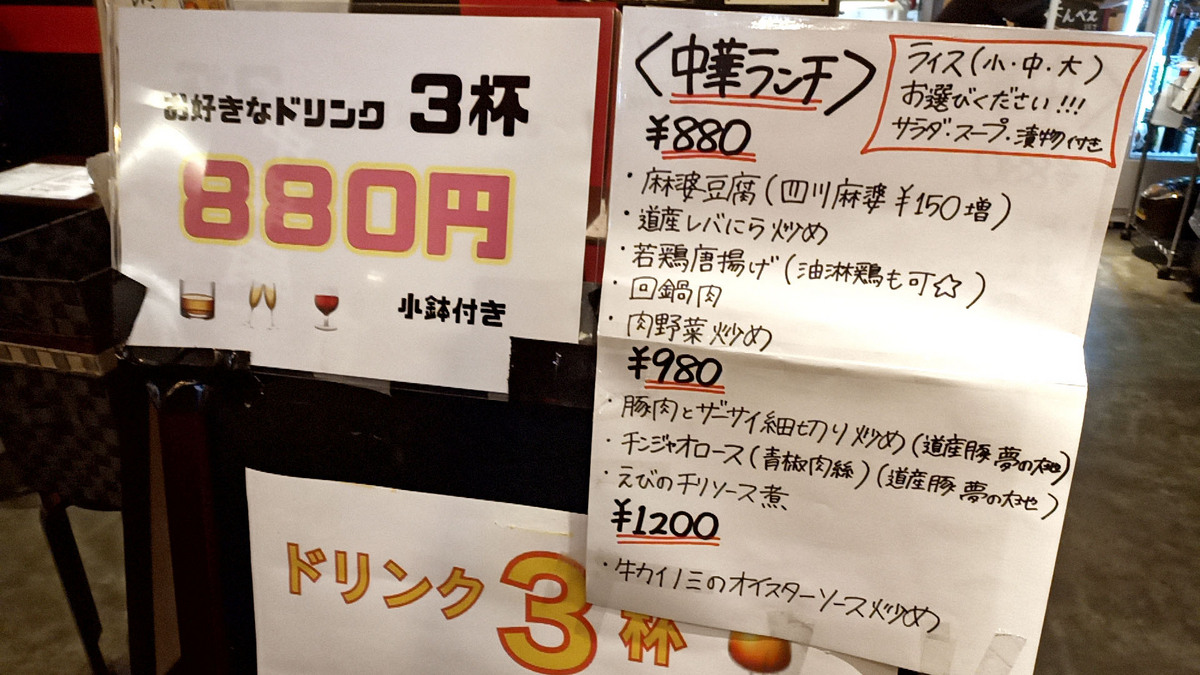 お好きなドリンク 3杯
880円
小鉢付き
ドリンク3杯
〈中華ランチ〉
ライス(小・中・大)
お選びください!!!
サラダ・スープ・漬物付き
¥880
・麻婆豆腐(四川麻婆¥150増)
・道産レバにら炒め
・若鶏唐揚げ(油淋鶏も可☆)
・回鍋肉
・肉野菜炒め
¥980
・豚肉とザーサイ細切り炒め(道産豚 夢の大地)
・チンジャオロース(青椒肉絲)(道産豚 夢の大地)
・えびのチリソース煮
¥1200
・牛カイノミのオイスターソース炒め